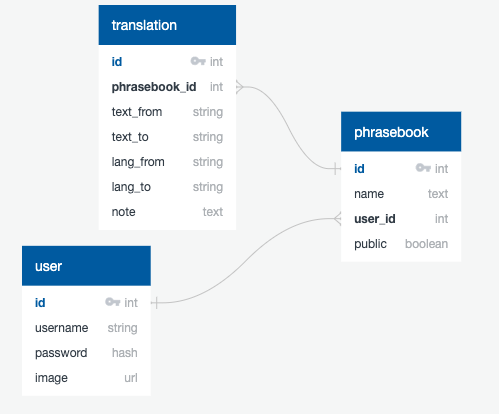 translation
id int
phrasebook_id int
text_from string
text_to string
lang_from string
lang_to string
note text
phrasebook
id int
name text
user_id int
public boolean
user
id int
username string
password hash
image url